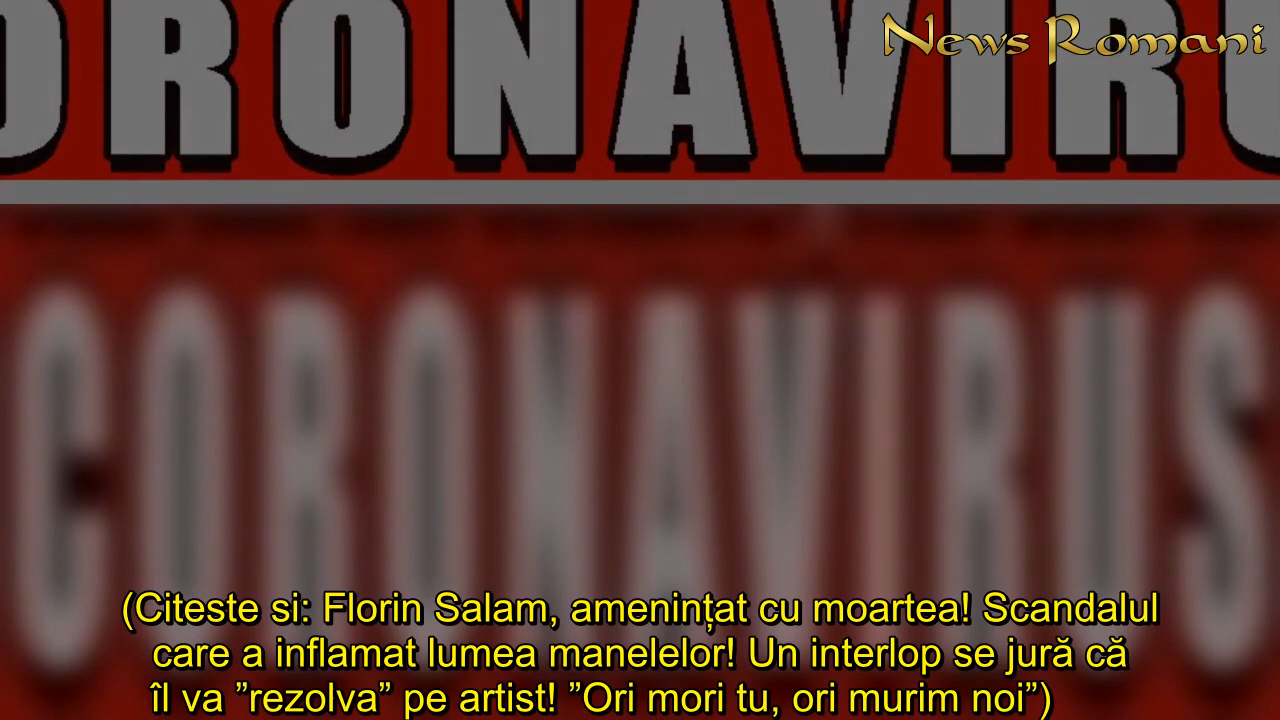 ORONAVIRU
News Romani
CORONAVIRUS
(Citeste si: Florin Salam, amenințat cu moartea! Scandalul
care a inflamat lumea manelelor! Un interlop se jură că
îl va ”rezolva” pe artist! ”Ori mori tu, ori murim noi”)